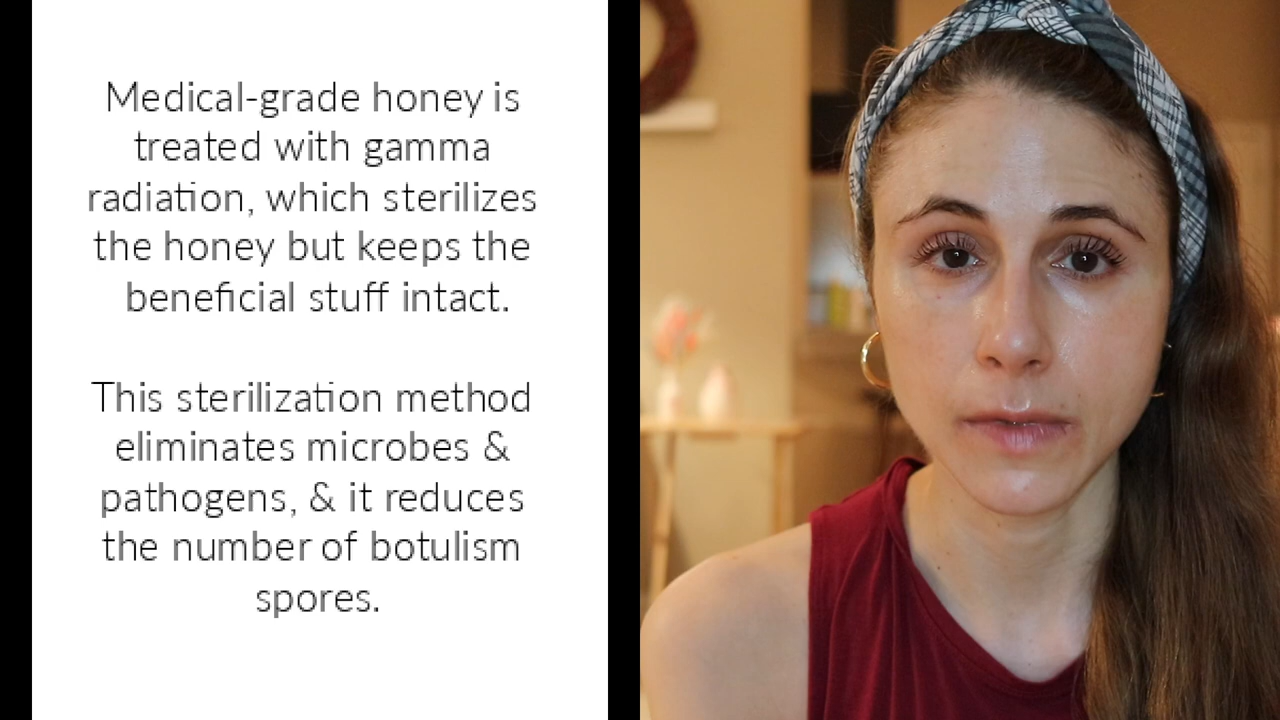 Medical-grade honey is
treated with gamma
radiation, which sterilizes
the honey but keeps the
beneficial stuff intact.
This sterilization method
eliminates microbes &
pathogens, & it reduces
the number of botulism
spores.